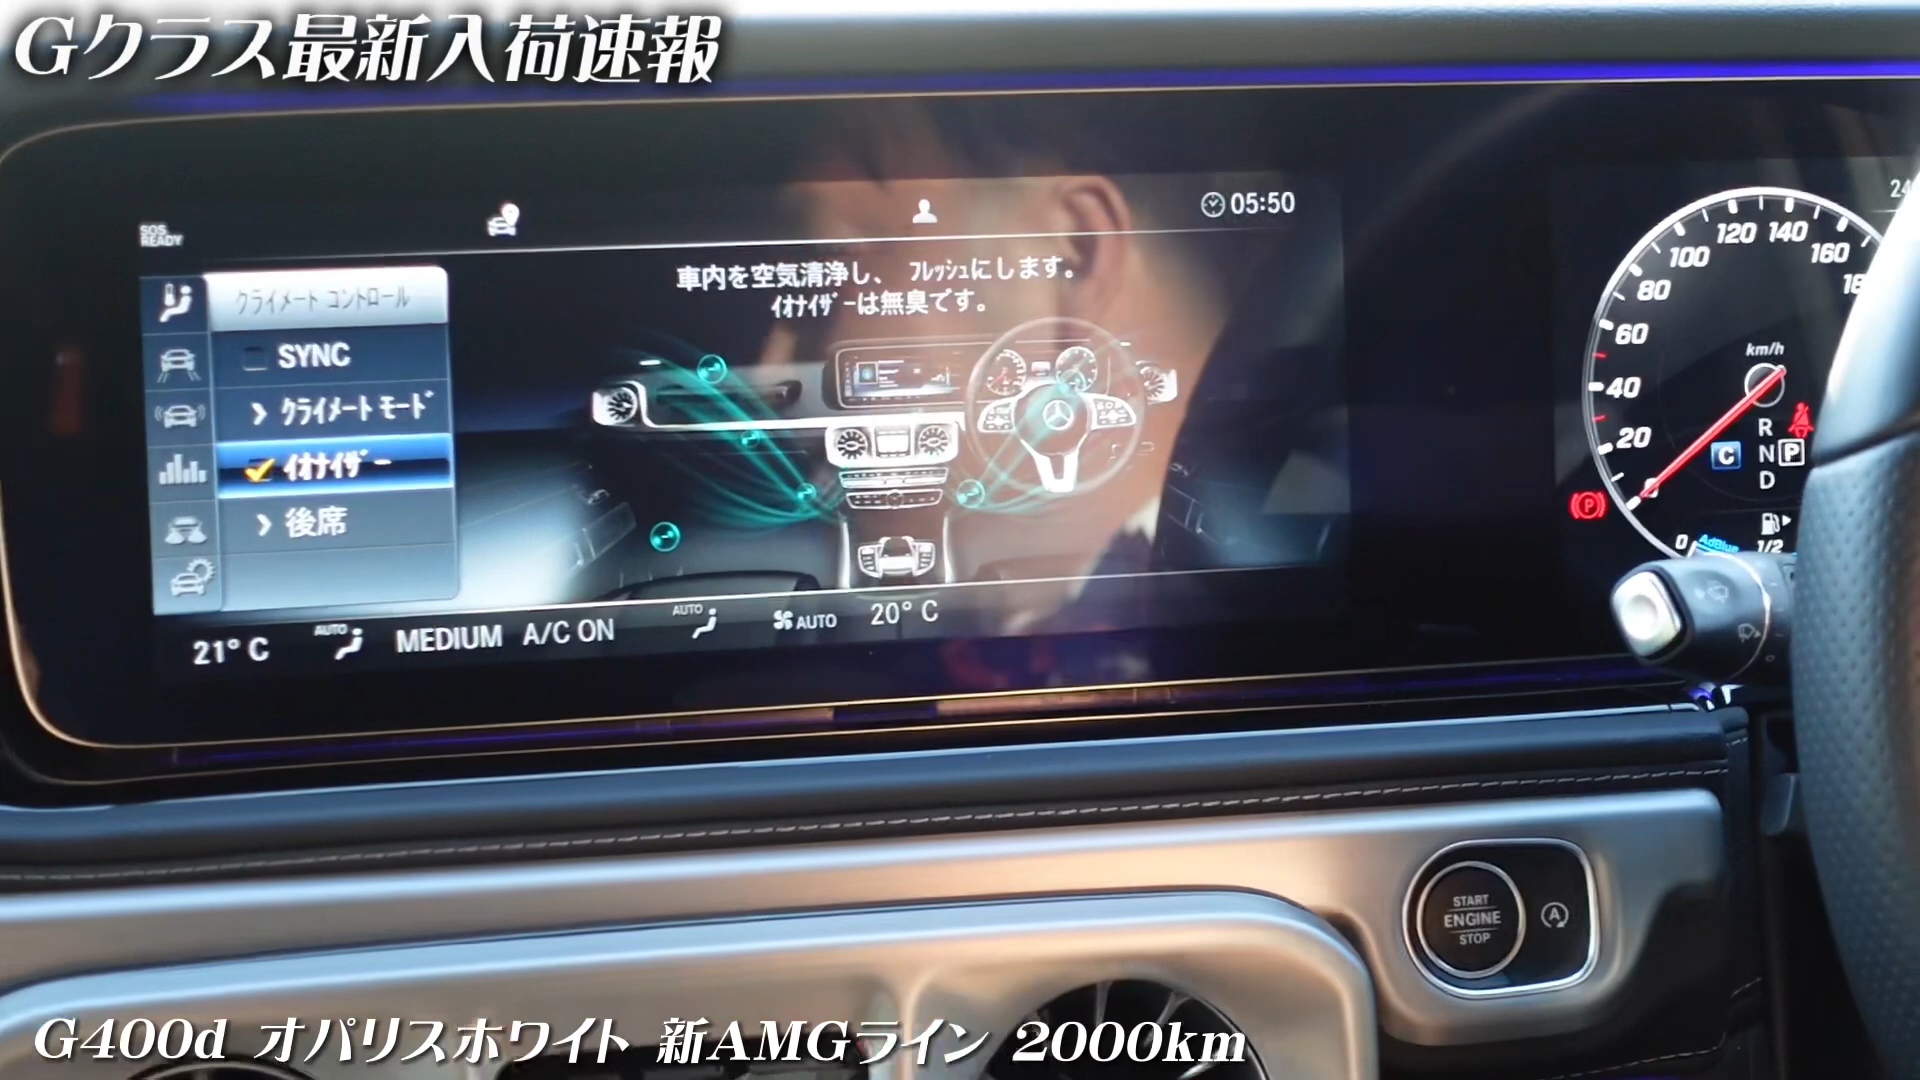 Gクラス最新入荷速報
SOS
READY
05:50
クライメート コントロール
SYNC
クライメート モード
イオナイザー
後席
車内を空気清浄し、 フレッシュにします。
イオナイザーは無臭です。
21°C
AUTO
MEDIUM
A/C ON
AUTO
AUTO
20°C
0
20
40
60
80
100
120
140
160
km/h
R
N
D
P
C
P
0
AdBlue
1/2
START
ENGINE
STOP
A
G400d オパリスホワイト 新AMGライン 2000km